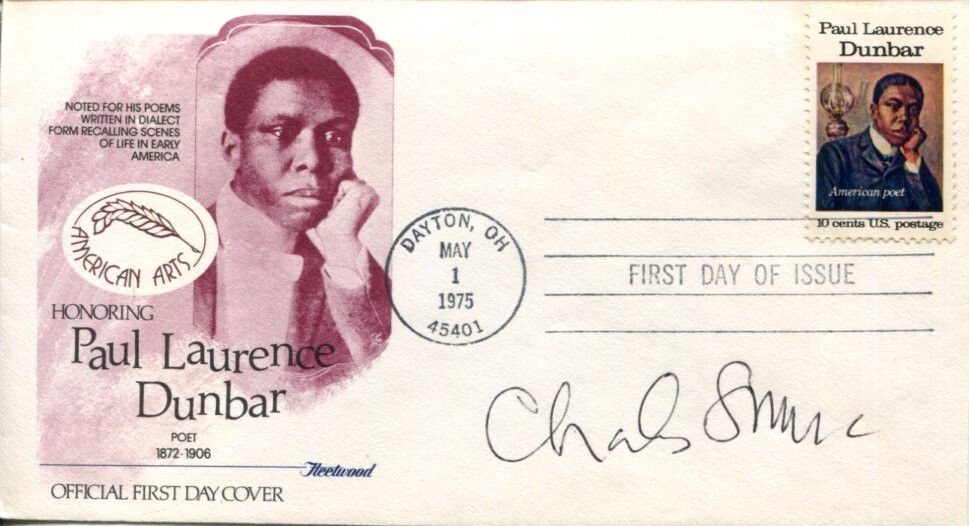 NOTED FOR HIS POEMS
WRITTEN IN DIALECT
FORM RECALLING SCENES
OF LIFE IN EARLY
AMERICA
AMERICAN ARTS
HONORING
Paul Laurence
Dunbar
POET
1872·1906
Fleetwood
OFFICIAL FIRST DAY COVER
DAYTON, OH
MAY
1
1975
45401
Paul Laurence
Dunbar
American poet
10 cents U.S. postage
FIRST DAY OF ISSUE
Charles